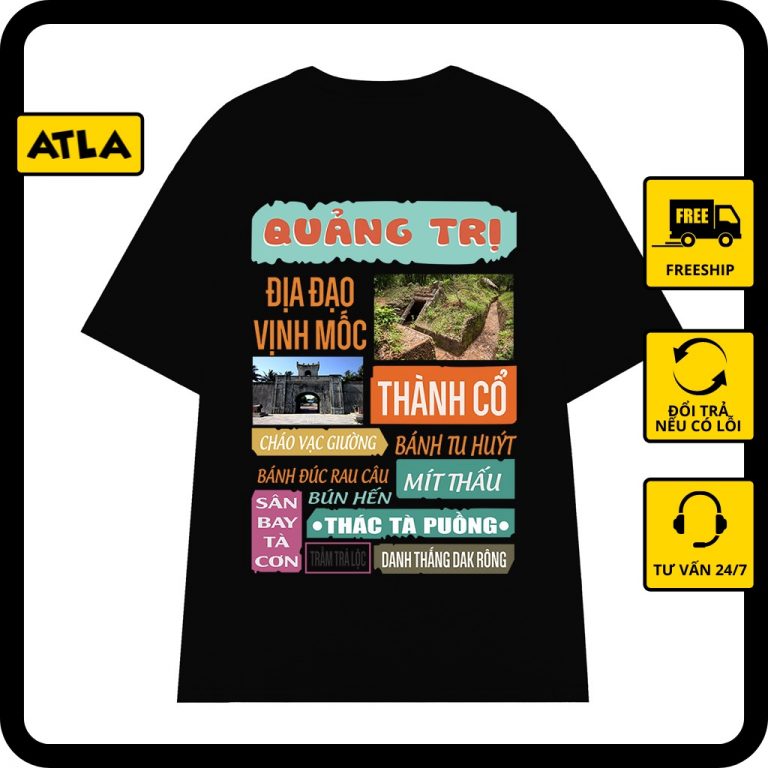 ATLA
QUẢNG TRỊ
ĐỊA ĐẠO
VỊNH MỐC
THÀNH CỔ
CHÁO VẠC GIƯỜNG
BÁNH TU HUÝT
BÁNH ĐÚC RAU CÂU
MÍT THẤU
BÚN HẾN
SÂN
BAY
TÀ
CƠN
•THÁC TÀ PUỒNG•
TRẰM TRÀ LỘC
DANH THẮNG DAK RÔNG
FREE
FREESHIP
ĐỔI TRẢ
NẾU CÓ LỖI
TƯ VẤN 24/7